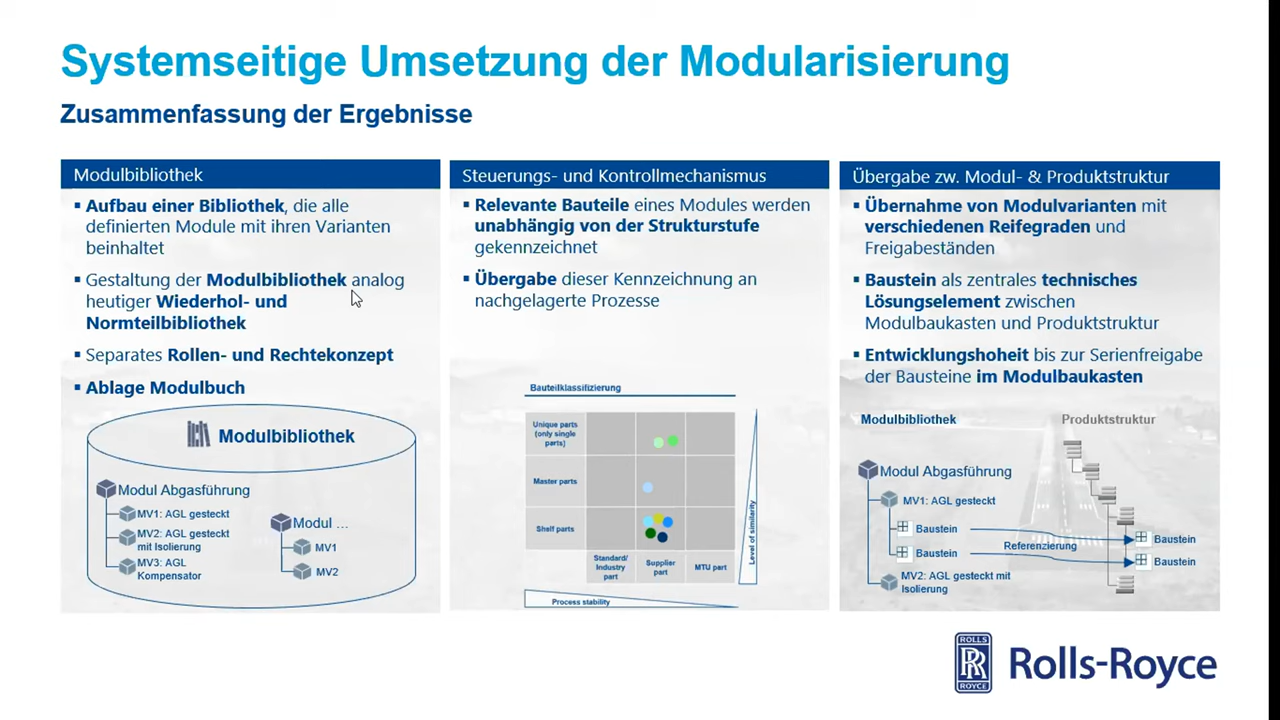 Systemseitige Umsetzung der Modularisierung
Zusammenfassung der Ergebnisse
Modulbibliothek
▪ Aufbau einer Bibliothek, die alle
definierten Module mit ihren Varianten
beinhaltet
▪ Gestaltung der Modulbibliothek analog
heutiger Wiederhol- und
Normteilbibliothek
▪ Separates Rollen- und Rechtekonzept
▪ Ablage Modulbuch
Modulbibliothek
Modul Abgasführung
MV1: AGL gesteckt
MV2: AGL gesteckt
mit Isolierung
MV3: AGL
Kompensator
Modul ...
MV1
MV2
Steuerungs- und Kontrollmechanismus
▪ Relevante Bauteile eines Modules werden
unabhängig von der Strukturstufe
gekennzeichnet
▪ Übergabe dieser Kennzeichnung an
nachgelagerte Prozesse
Bauteilklassifizierung
Unique parts
(only single
parts)
Master parts
Shelf parts
Standard/
Industry
part
Supplier
part
MTU part
Level of similarity
Process stability
Übergabe zw. Modul- & Produktstruktur
▪ Übernahme von Modulvarianten mit
verschiedenen Reifegraden und
Freigabeständen
▪ Baustein als zentrales technisches
Lösungselement zwischen
Modulbaukasten und Produktstruktur
▪ Entwicklungshoheit bis zur Serienfreigabe
der Bausteine im Modulbaukasten
Modulbibliothek
Produktstruktur
Modul Abgasführung
MV1: AGL gesteckt
Baustein
Baustein
Referenzierung
Baustein
Baustein
MV2: AGL gesteckt mit
Isolierung
ROLLS
RR
ROYCE
Rolls-Royce